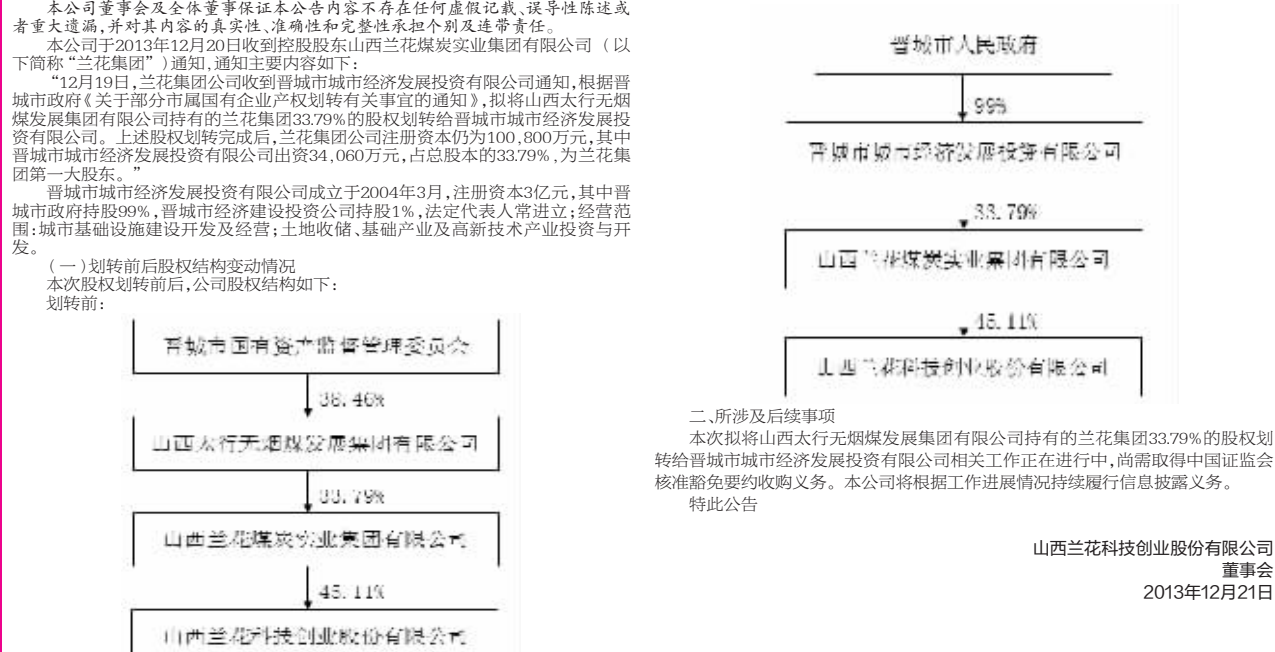 本公司董事会及全体董事保证本公告内容不存在任何虚假记载、误导性陈述或
者重大遗漏,并对其内容的真实性、准确性和完整性承担个别及连带责任。
本公司于2013年12月20日收到控股股东山西兰花煤炭实业集团有限公司（以
下简称“兰花集团”）通知,通知主要内容如下：
“12月19日,兰花集团公司收到晋城市城市经济发展投资有限公司通知,根据晋
城市政府《关于部分市属国有企业产权划转有关事宜的通知》,拟将山西太行无烟
煤发展集团有限公司持有的兰花集团33.79%的股权划转给晋城市城市经济发展投
资有限公司。上述股权划转完成后,兰花集团公司注册资本仍为100,800万元,其中
晋城市城市经济发展投资有限公司出资34,060万元,占总股本的33.79%,为兰花集
团第一大股东。”
晋城市城市经济发展投资有限公司成立于2004年3月,注册资本3亿元,其中晋
城市政府持股99%,晋城市经济建设投资公司持股1%,法定代表人常进立；经营范
围：城市基础设施建设开发及经营；土地收储、基础产业及高新技术产业投资与开
发。
（一）划转前后股权结构变动情况
本次股权划转前后,公司股权结构如下：
划转前：
晋城市国有资产监督管理委员会
38.46%
山西太行无烟煤发展集团有限公司
33.79%
山西兰花煤炭实业集团有限公司
45.11%
山西兰花科技创业股份有限公司
晋城市人民政府
99%
晋城市城市经济发展投资有限公司
33.79%
山西兰花煤炭实业集团有限公司
45.11%
山西兰花科技创业股份有限公司
二、所涉及后续事项
本次拟将山西太行无烟煤发展集团有限公司持有的兰花集团33.79%的股权划
转给晋城市城市经济发展投资有限公司相关工作正在进行中,尚需取得中国证监会
核准豁免要约收购义务。本公司将根据工作进展情况持续履行信息披露义务。
特此公告
山西兰花科技创业股份有限公司
董事会
2013年12月21日